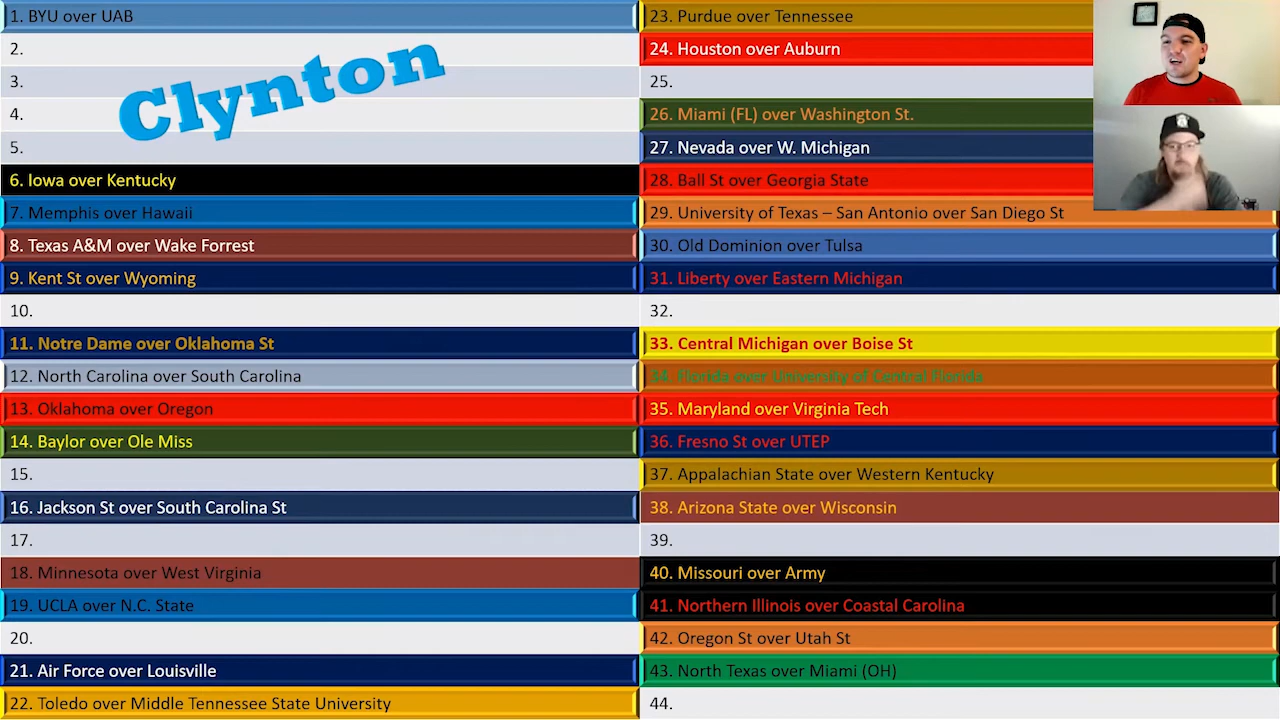 1. BYU over UAB
2.
3.
4.
5.
Clynton
6. Iowa over Kentucky
7. Memphis over Hawaii
8. Texas A&M over Wake Forrest
9. Kent St over Wyoming
10.
11. Notre Dame over Oklahoma St
12. North Carolina over South Carolina
13. Oklahoma over Oregon
14. Baylor over Ole Miss
15.
16. Jackson St over South Carolina St
17.
18. Minnesota over West Virginia
19. UCLA over N.C. State
20.
21. Air Force over Louisville
22. Toledo over Middle Tennessee State University
23. Purdue over Tennessee
24. Houston over Auburn
25.
26. Miami (FL) over Washington St.
27. Nevada over W. Michigan
28. Ball St over Georgia State
29. University of Texas – San Antonio over San Diego St
30. Old Dominion over Tulsa
31. Liberty over Eastern Michigan
32.
33. Central Michigan over Boise St
34. Florida over University of Central Florida
35. Maryland over Virginia Tech
36. Fresno St over UTEP
37. Appalachian State over Western Kentucky
38. Arizona State over Wisconsin
39.
40. Missouri over Army
41. Northern Illinois over Coastal Carolina
42. Oregon St over Utah St
43. North Texas over Miami (OH)
44.